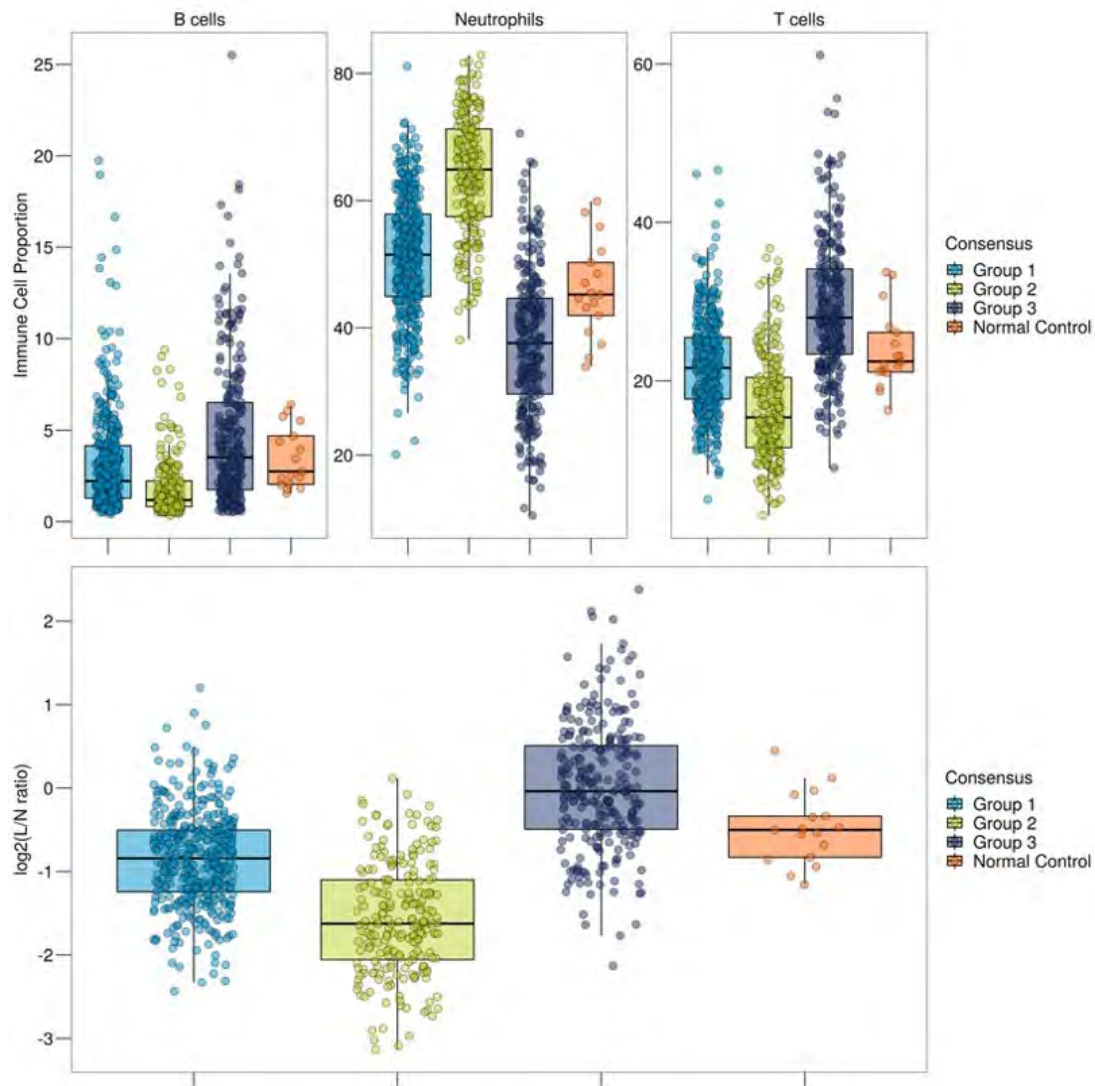 B cells
Neutrophils
T cells
Immune Cell Proportion
25
20
15
10
5
0
80
60
40
20
60
40
20
Consensus
Group 1
Group 2
Group 3
Normal Control
log2(L/N ratio)
2
1
0
-1
-2
-3
Consensus
Group 1
Group 2
Group 3
Normal Control